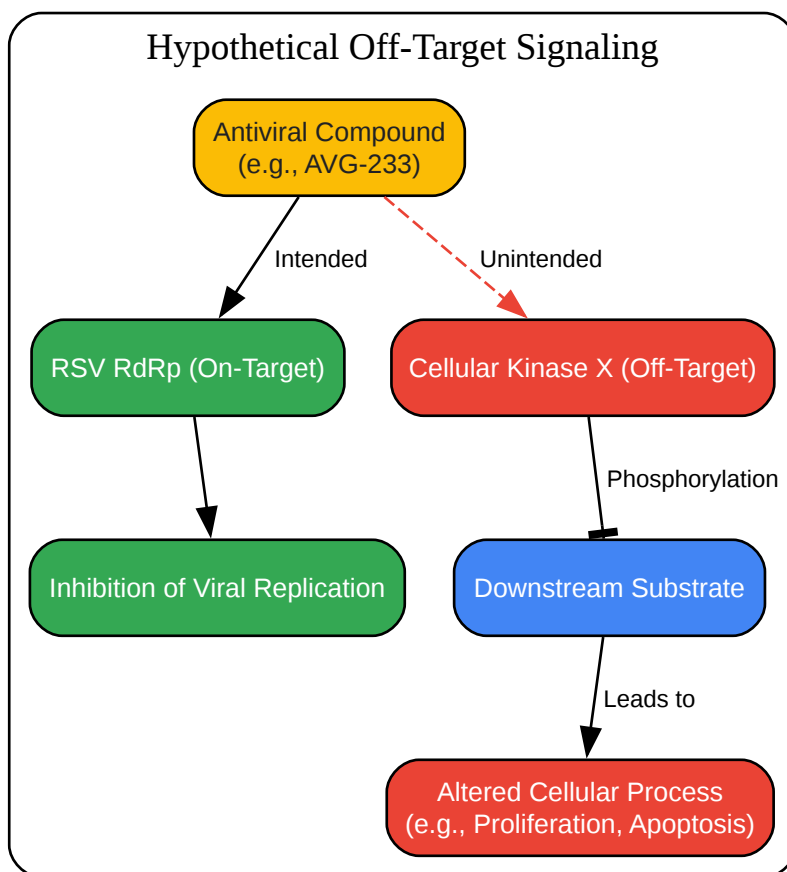 Hypothetical Off-Target Signaling
Antiviral Compound
(e.g., AVG-233)
Intended
Unintended
RSV RdRp (On-Target)
Cellular Kinase X (Off-Target)
Phosphorylation
Inhibition of Viral Replication
Downstream Substrate
Leads to
Altered Cellular Process
(e.g., Proliferation, Apoptosis)